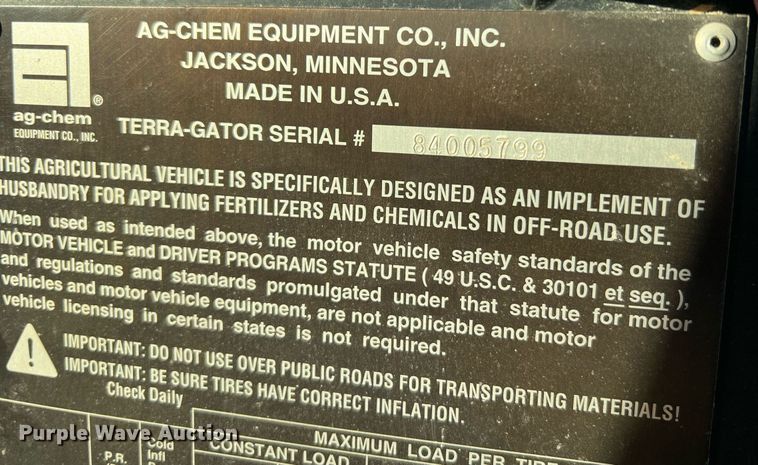 AG-CHEM EQUIPMENT CO., INC.
JACKSON, MINNESOTA
MADE IN U.S.A.
ag-chem®
EQUIPMENT CO., INC.
TERRA-GATOR SERIAL # 84005799
THIS AGRICULTURAL VEHICLE IS SPECIFICALLY DESIGNED AS AN IMPLEMENT OF
HUSBANDRY FOR APPLYING FERTILIZERS AND CHEMICALS IN OFF-ROAD USE.
When used as intended above, the motor vehicle safety standards of the
MOTOR VEHICLE and DRIVER PROGRAMS STATUTE ( 49 U.S.C. & 30101 et seq. ),
and regulations and standards promulgated under that statute for motor
vehicles and motor vehicle equipment, are not applicable and motor
vehicle licensing in certain states is not required.
IMPORTANT: DO NOT USE OVER PUBLIC ROADS FOR TRANSPORTING MATERIALS!
IMPORTANT: BE SURE TIRES HAVE CORRECT INFLATION.
Check Daily
Purple Wave Auction
P.R.
Cold
Infl
MAXIMUM LOAD PER TIRE
CONSTANT LOAD